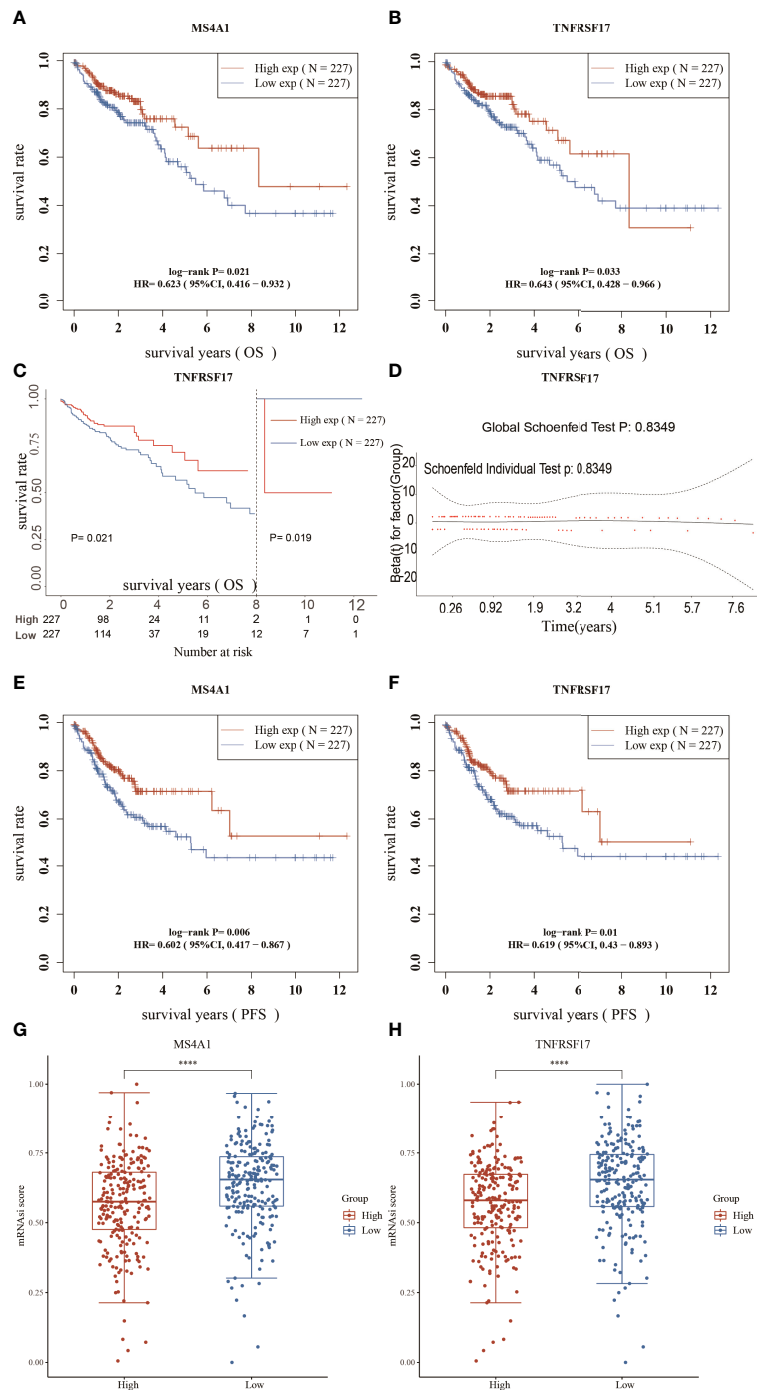 A
MS4A1
High exp ( N = 227)
Low exp ( N = 227)
survival rate
1.0
0.8
0.6
0.4
0.2
0.0
log−rank P= 0.021
HR= 0.623 ( 95%CI, 0.416 − 0.932 )
0 2 4 6 8 10 12
survival years ( OS )
B
TNFRSF17
High exp ( N = 227)
Low exp ( N = 227)
survival rate
1.0
0.8
0.6
0.4
0.2
0.0
log−rank P= 0.033
HR= 0.643 ( 95%CI, 0.428 − 0.966 )
0 2 4 6 8 10 12
survival years ( OS )
C
TNFRSF17
High exp ( N = 227)
Low exp ( N = 227)
survival rate
1.00
0.75
0.50
0.25
0.00
P= 0.021
P= 0.019
survival years ( OS )
0 2 4 6 8 10 12
High 227 98 24 11 2 1 0
Low 227 114 37 19 12 7 1
Number at risk
D
TNFRSF17
Global Schoenfeld Test P: 0.8349
Schoenfeld Individual Test p: 0.8349
Beta(t) for factor(Group)
20
10
0
−10
−20
0.26 0.92 1.9 3.2 4 5.1 5.7 7.6
Time(years)
E
MS4A1
High exp ( N = 227)
Low exp ( N = 227)
survival rate
1.0
0.8
0.6
0.4
0.2
0.0
log−rank P= 0.006
HR= 0.602 ( 95%CI, 0.417 − 0.867 )
0 2 4 6 8 10 12
survival years ( PFS )
F
TNFRSF17
High exp ( N = 227)
Low exp ( N = 227)
survival rate
1.0
0.8
0.6
0.4
0.2
0.0
log−rank P= 0.01
HR= 0.619 ( 95%CI, 0.43 − 0.893 )
0 2 4 6 8 10 12
survival years ( PFS )
G
MS4A1
****
mRNAsi score
1.00
0.75
0.50
0.25
0.00
High Low
Group
High
Low
H
TNFRSF17
****
mRNAsi score
1.00
0.75
0.50
0.25
0.00
High Low
Group
High
Low